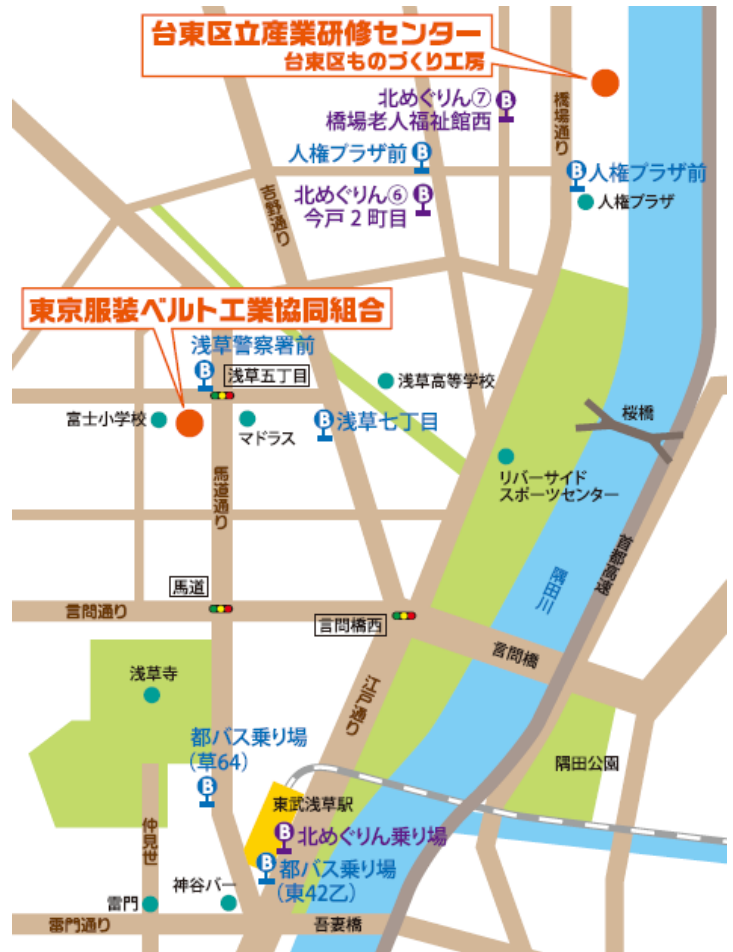 台東区立産業研修センター
台東区ものづくり工房
北めぐりん⑦
橋場老人福祉館西
橋場通り
人権プラザ前
人権プラザ前
人権プラザ
北めぐりん⑥
今戸2町目
吉野通り
東京服装ベルト工業協同組合
浅草警察署前
浅草五丁目
浅草高等学校
富士小学校
マドラス
浅草七丁目
桜橋
リバーサイド
スポーツセンター
馬道通り
首都高速
隅田川
馬道
言問通り
言問橋西
言問橋
浅草寺
江戸通り
都バス乗り場
(草64)
隅田公園
東武浅草駅
北めぐりん乗り場
仲見世
都バス乗り場
(東42乙)
神谷バー
雷門
雷門通り
吾妻橋